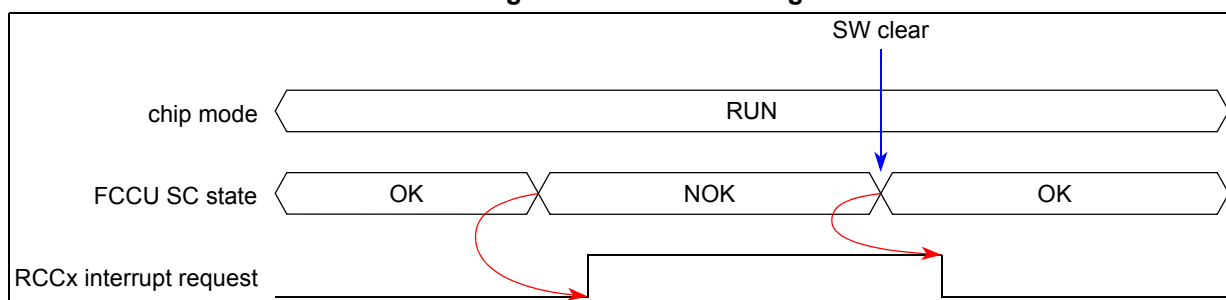 SW clear
chip mode
RUN
FCCU SC state
OK
NOK
OK
RCCx interrupt request